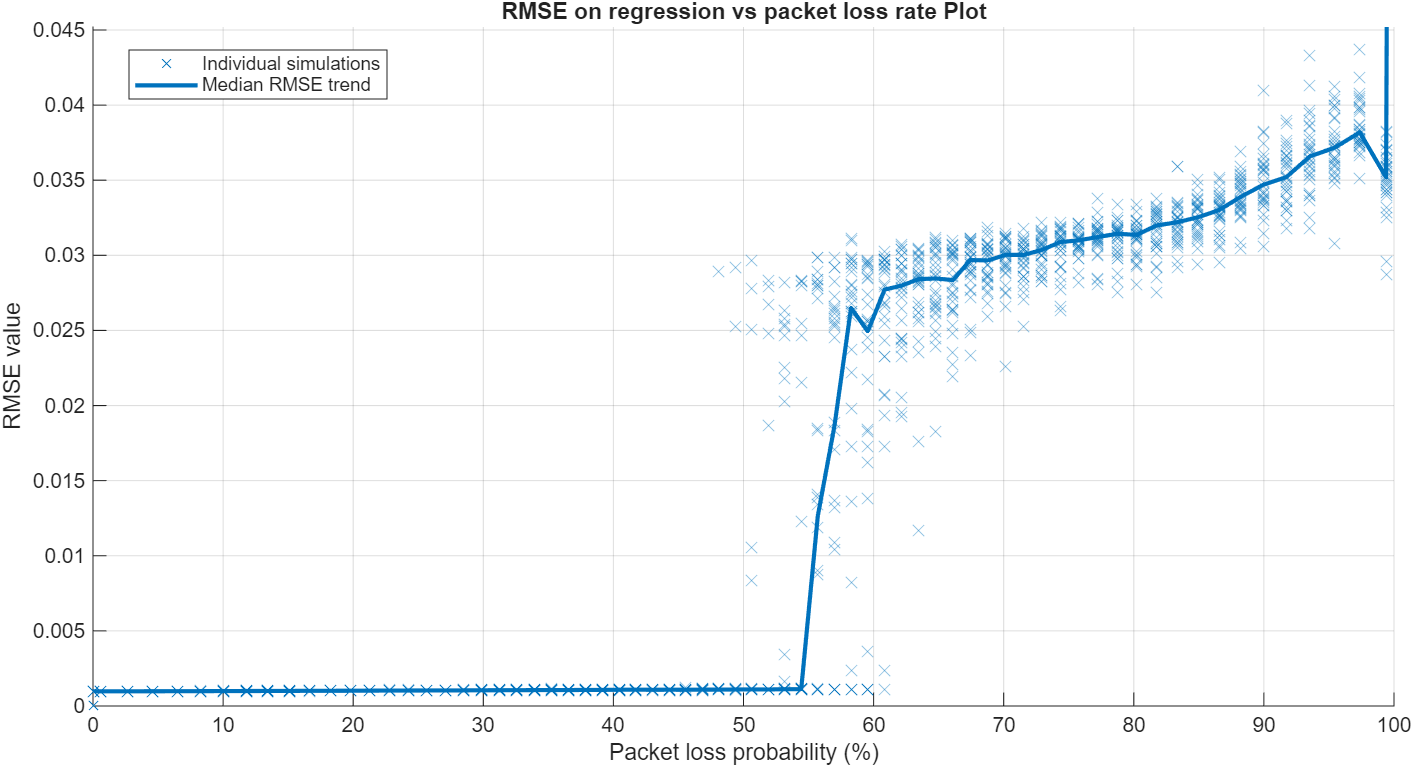 RMSE on regression vs packet loss rate Plot
Individual simulations
Median RMSE trend
RMSE value
0.045
0.04
0.035
0.03
0.025
0.02
0.015
0.01
0.005
0
0 10 20 30 40 50 60 70 80 90 100
Packet loss probability (%)